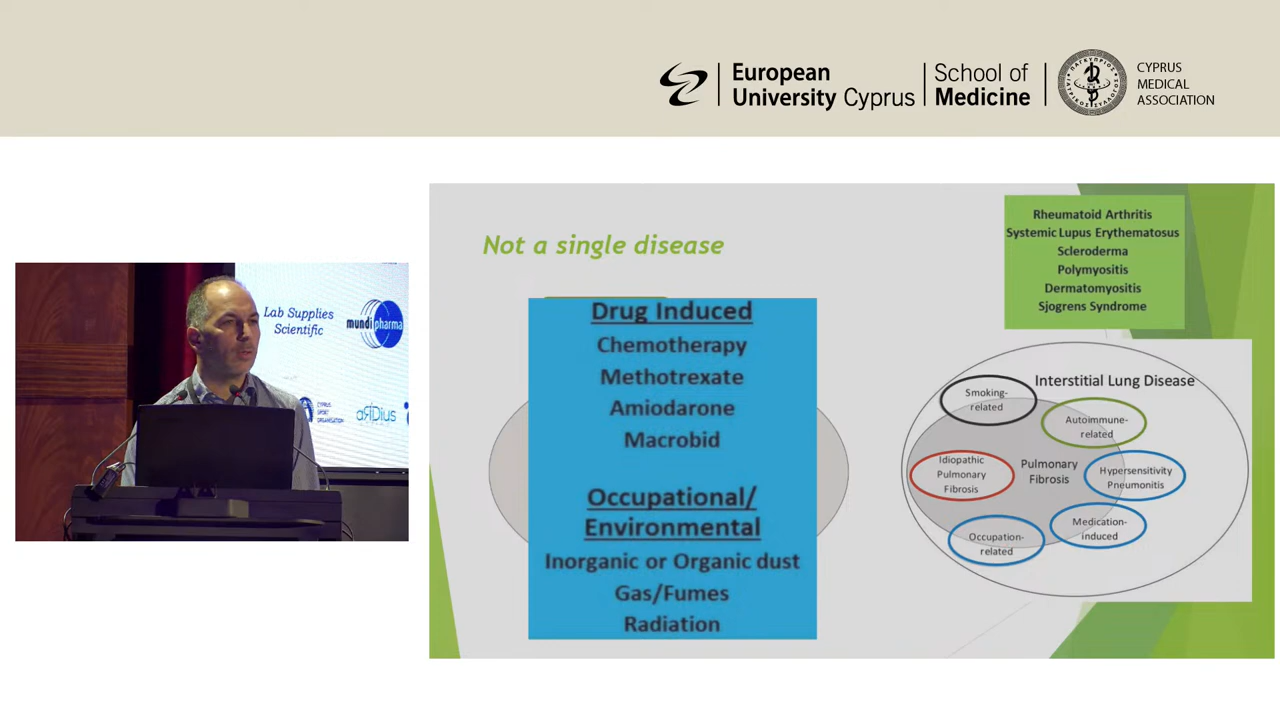 European
University Cyprus
School of
Medicine
CYPRUS
MEDICAL
ASSOCIATION
Not a single disease
Rheumatoid Arthritis
Systemic Lupus Erythematosus
Scleroderma
Polymyositis
Dermatomyositis
Sjogrens Syndrome
Drug Induced
Chemotherapy
Methotrexate
Amiodarone
Macrobid
Occupational/
Environmental
Inorganic or Organic dust
Gas/Fumes
Radiation
Interstitial Lung Disease
Smoking-
related
Autoimmune-
related
Idiopathic
Pulmonary
Fibrosis
Pulmonary
Fibrosis
Hypersensitivity
Pneumonitis
Occupation-
related
Medication-
induced
Lab Supplies
Scientific
mundipharma
CYPRUS
SPORT
ORGANISATION